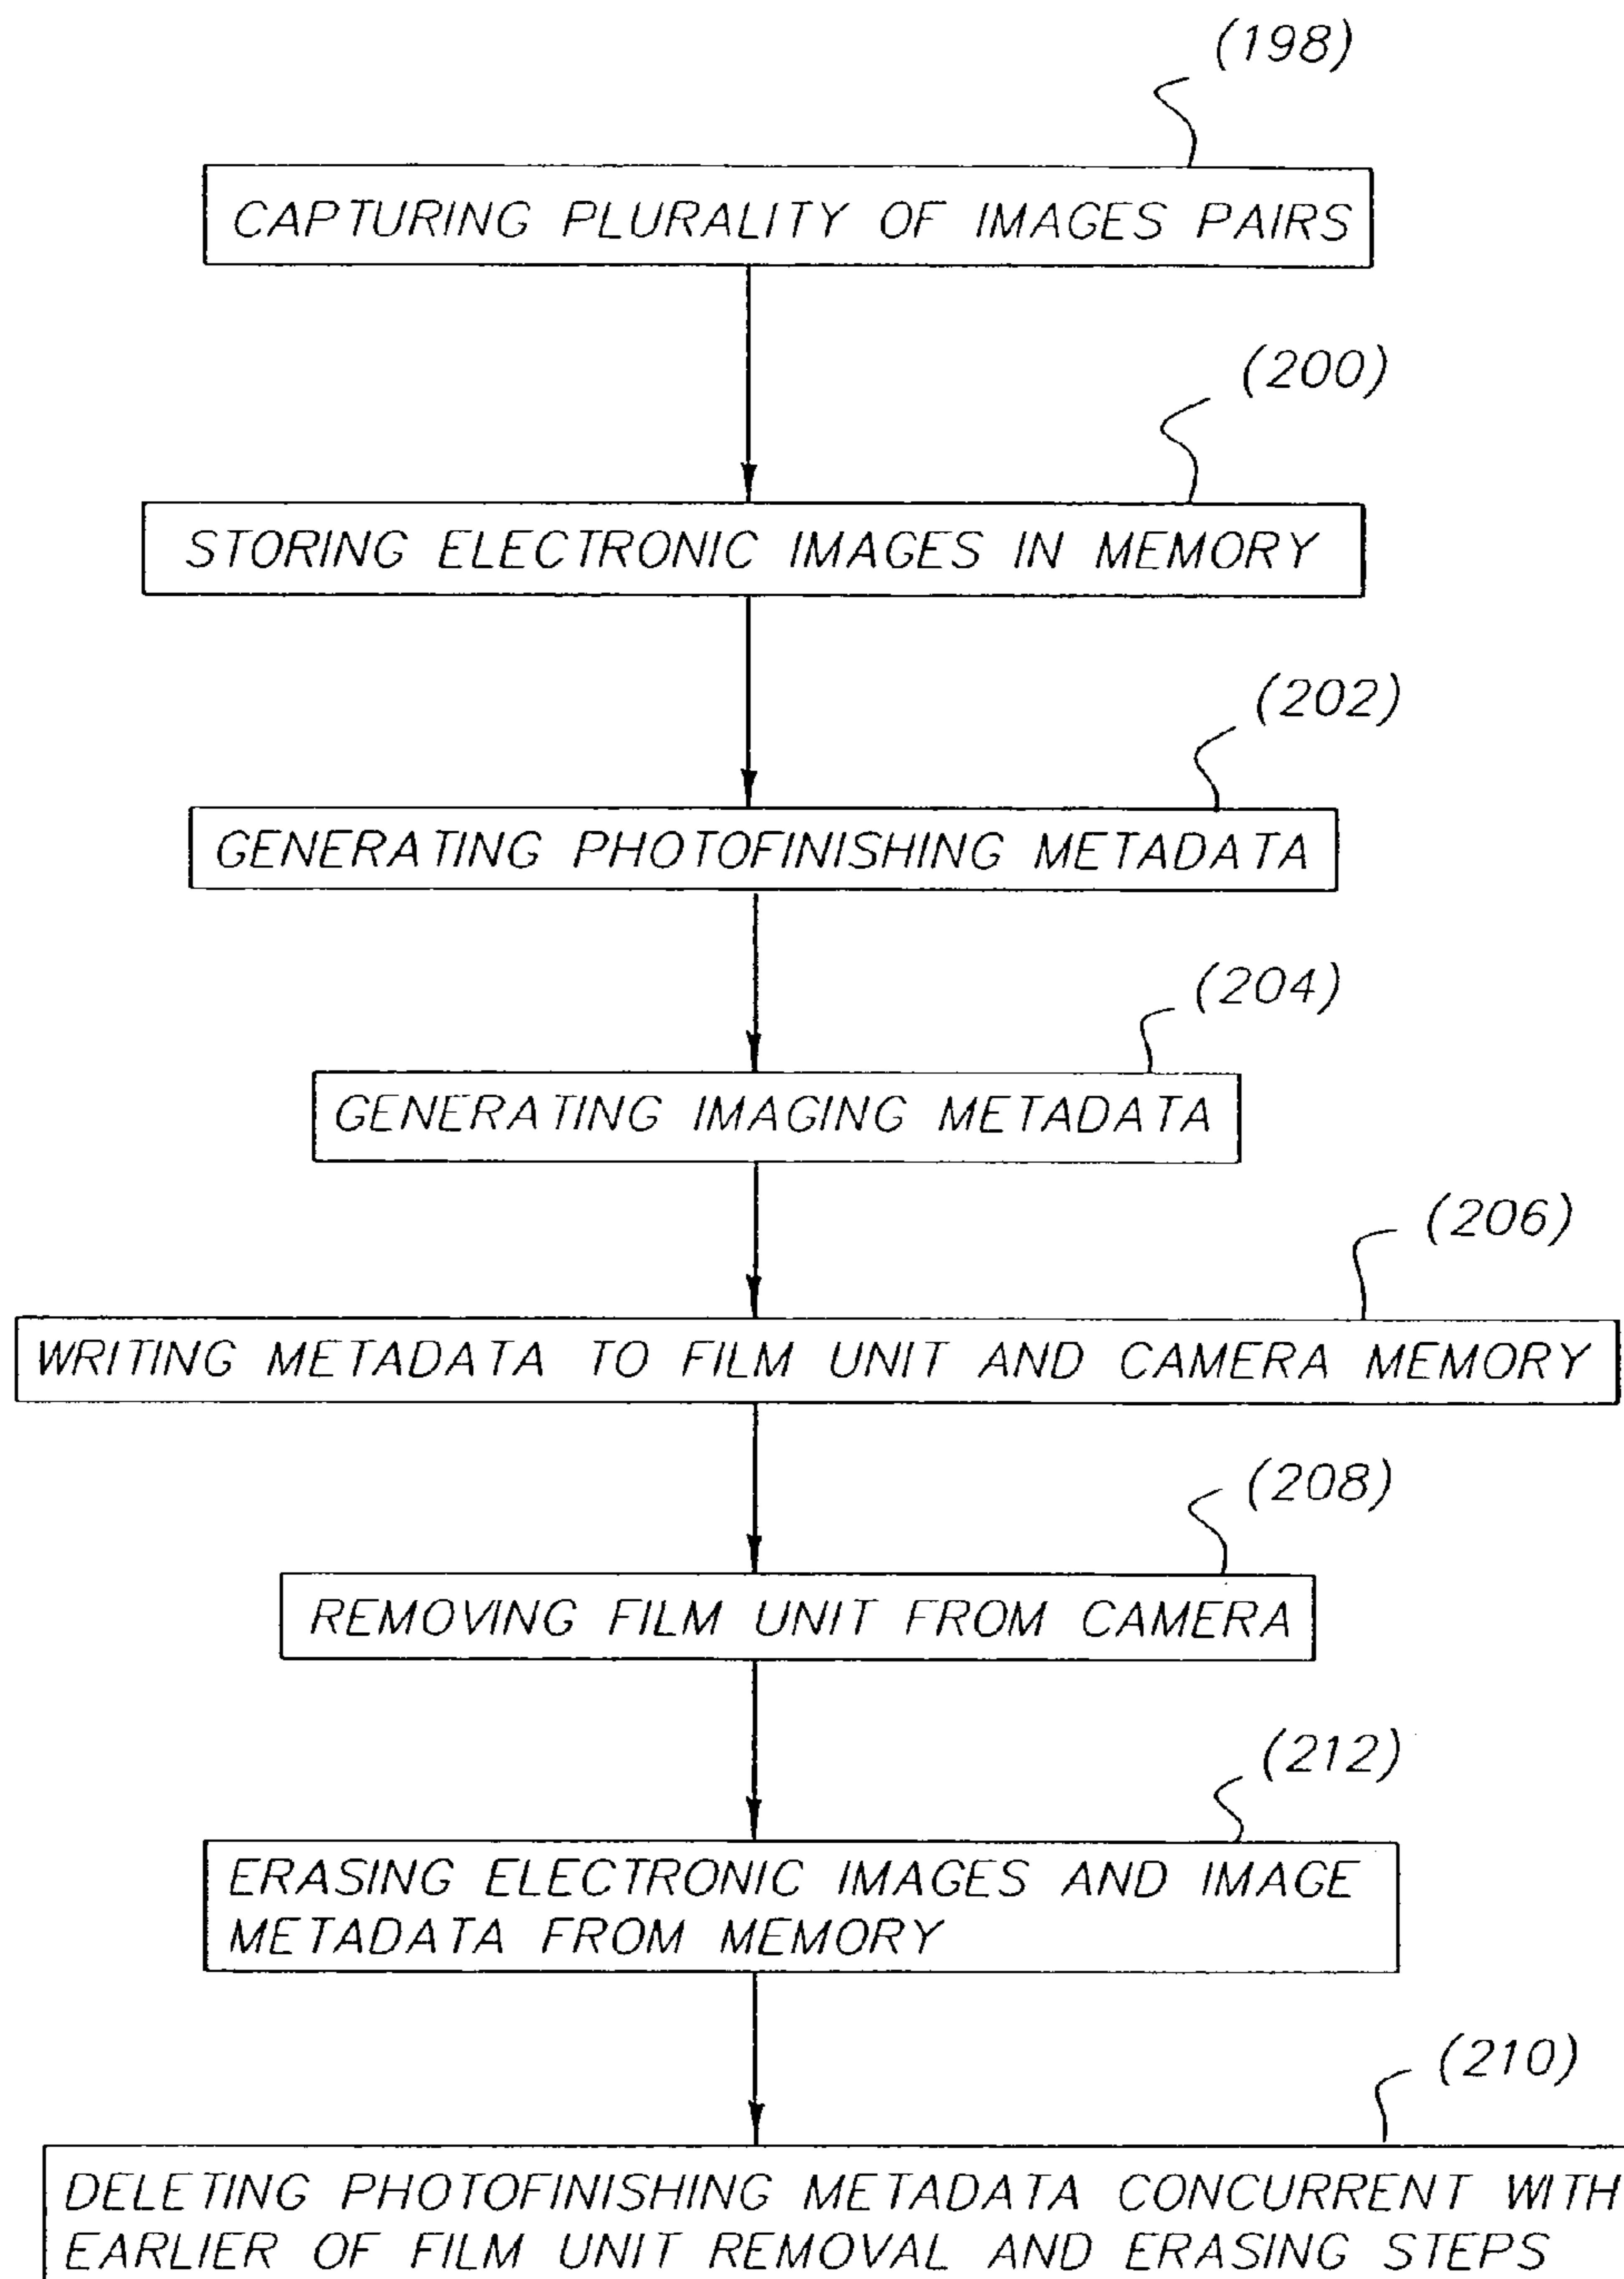 (198)
CAPTURING PLURALITY OF IMAGES PAIRS
(200)
STORING ELECTRONIC IMAGES IN MEMORY
(202)
GENERATING PHOTOFINISHING METADATA
(204)
GENERATING IMAGING METADATA
(206)
WRITING METADATA TO FILM UNIT AND CAMERA MEMORY
(208)
REMOVING FILM UNIT FROM CAMERA
(212)
ERASING ELECTRONIC IMAGES AND IMAGE
METADATA FROM MEMORY
(210)
DELETING PHOTOFINISHING METADATA CONCURRENT WITH
EARLIER OF FILM UNIT REMOVAL AND ERASING STEPS